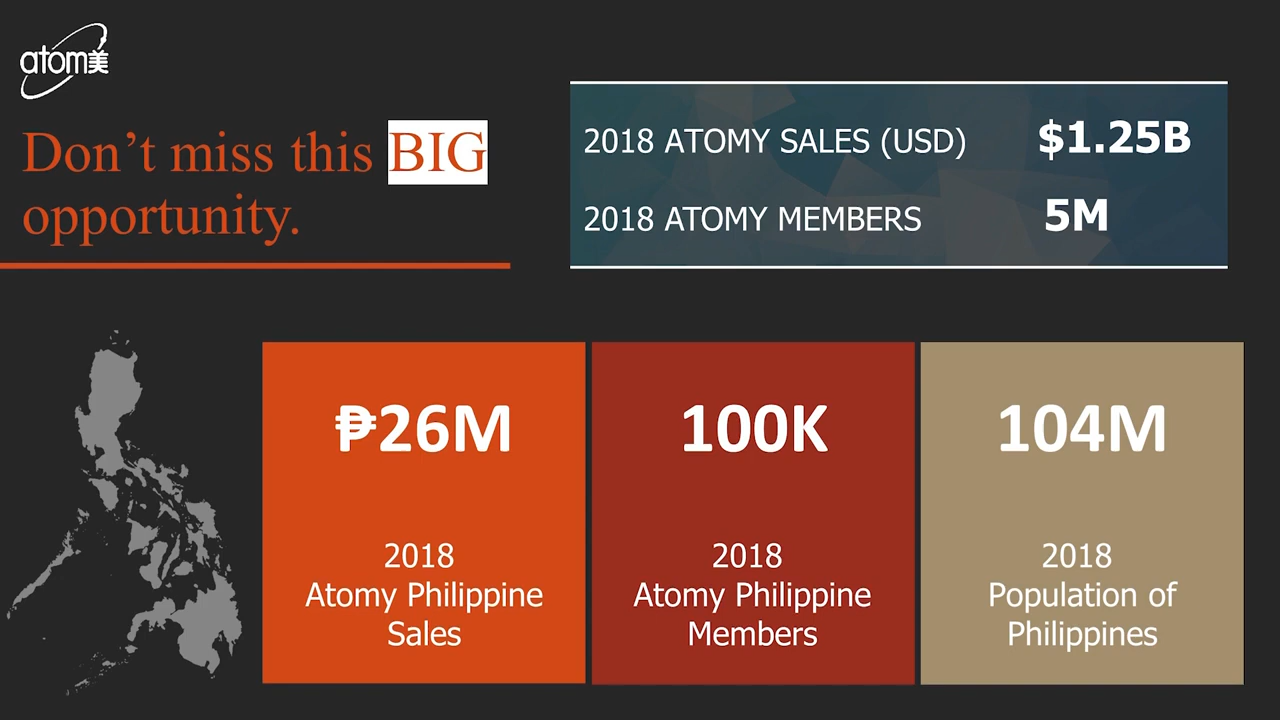 atom美
Don't miss this BIG
opportunity.
2018 ATOMY SALES (USD) $1.25B
2018 ATOMY MEMBERS 5M
₱26M
2018
Atomy Philippine
Sales
100K
2018
Atomy Philippine
Members
104M
2018
Population of
Philippines